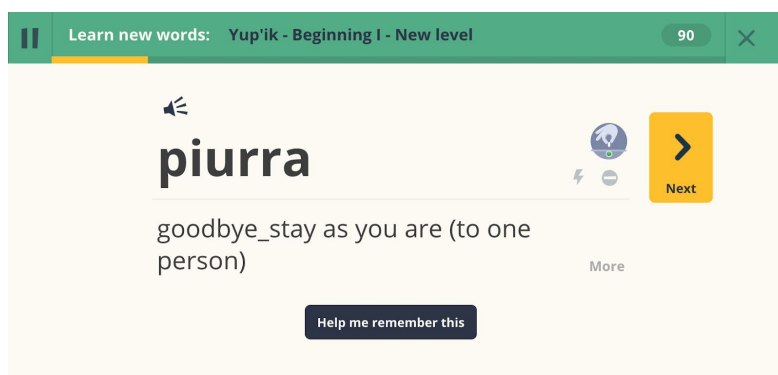 Learn new words: Yup'ik - Beginning I - New level 90
piurra
Next
goodbye_stay as you are (to one
person)
More
Help me remember this